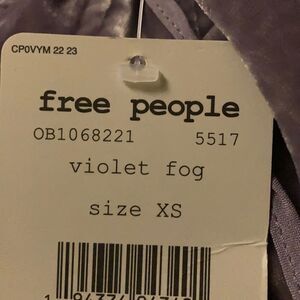 CP0VYM 22 23
free people
OB1068221 5517
violet fog
size XS